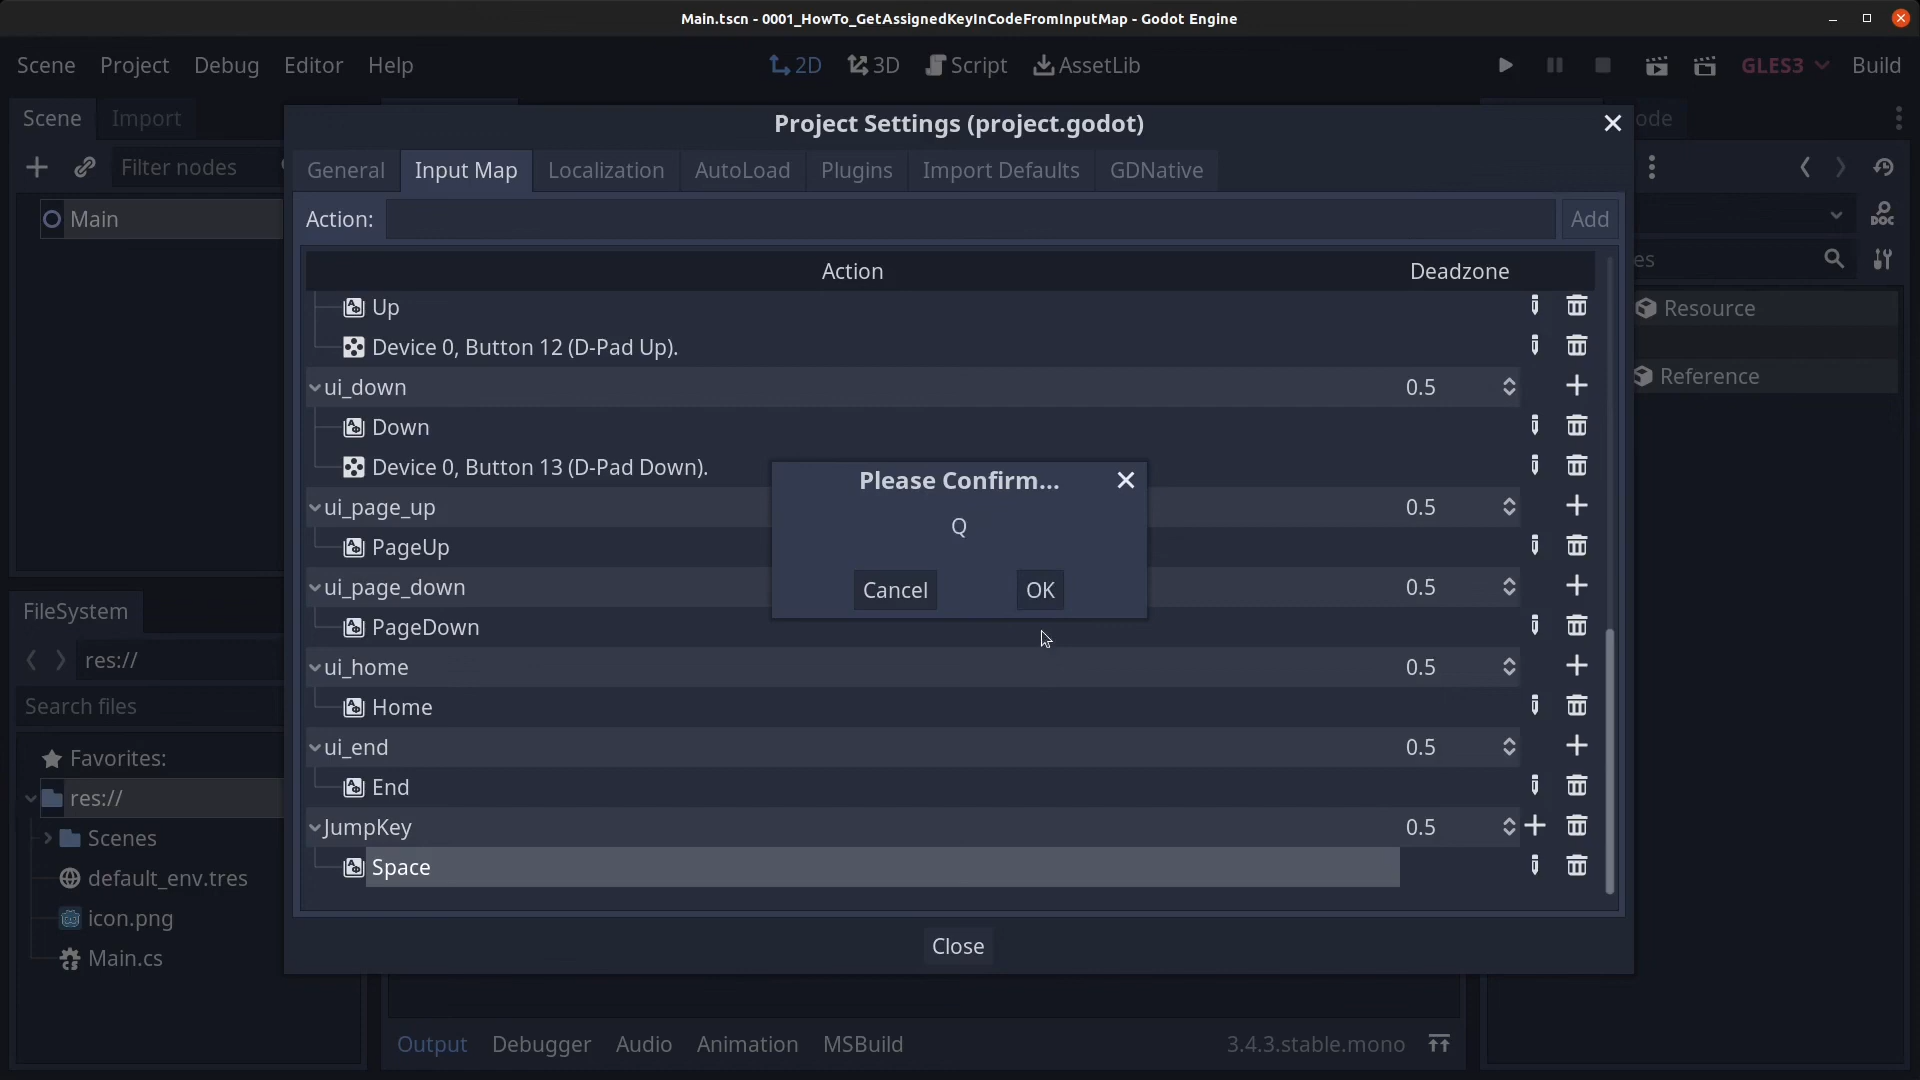 Main.tscn - 0001_HowTo_GetAssignedKeyInCodeFromInputMap - Godot Engine
Scene Project Debug Editor Help
2D 3D Script AssetLib
GLES3 Build
Scene Import
Filter nodes
Main
Project Settings (project.godot)
General Input Map Localization AutoLoad Plugins Import Defaults GDNative
Action: Add
Action Deadzone
Up
Device 0, Button 12 (D-Pad Up).
ui_down 0.5
Down
Device 0, Button 13 (D-Pad Down).
ui_page_up 0.5
PageUp
ui_page_down 0.5
PageDown
ui_home 0.5
Home
ui_end 0.5
End
JumpKey 0.5
Space
Close
Please Confirm...
Q
Cancel OK
ode
DOC
es
Resource
Reference
FileSystem
res://
Search files
Favorites:
res://
Scenes
default_env.tres
icon.png
Main.cs
Output Debugger Audio Animation MSBuild 3.4.3.stable.mono